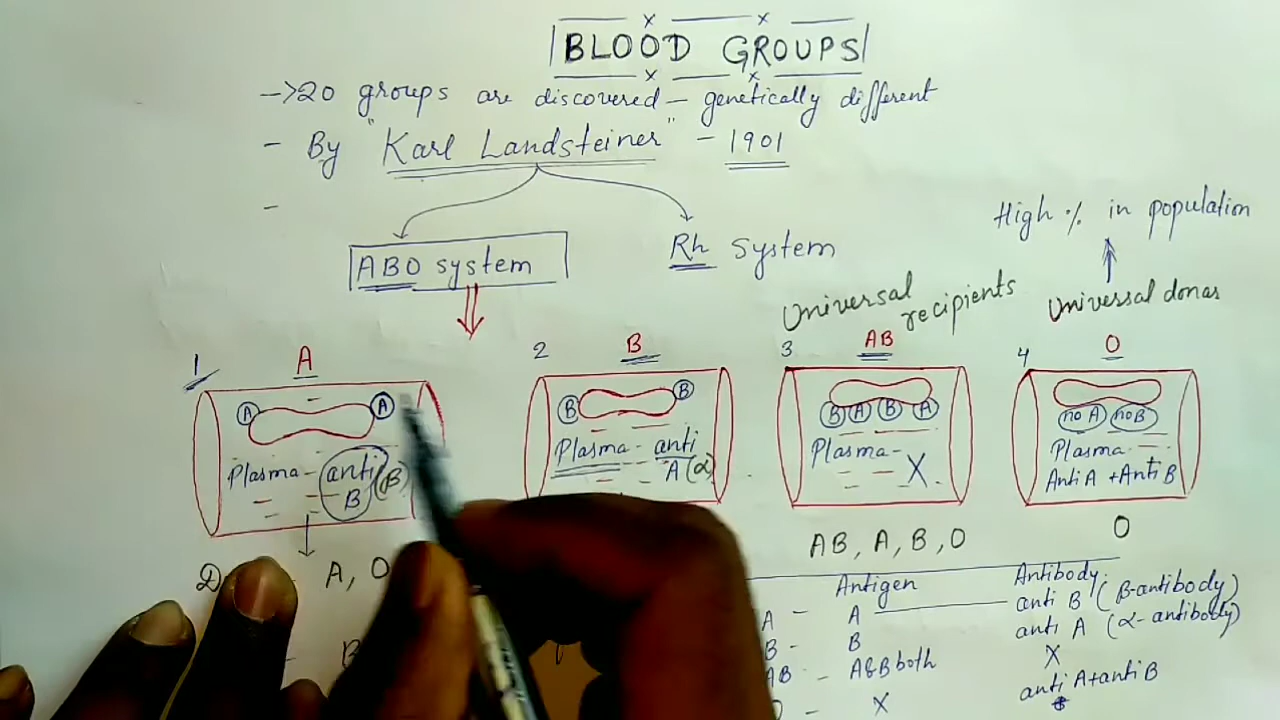 BLOOD GROUPS
->20 groups are discovered - genetically different
- By "Karl Landsteiner" - 1901
-
High % in population
ABO system
Rh system
Universal recipients
Universal donas
1 A
2 B
3 AB
4 O
A A
B B
B A B A
no A no B
Plasma - anti B (β)
Plasma - anti A (α)
Plasma - X
Plasma - Anti A + Anti B
A, O
AB, A, B, O
O
B
Antigen Antibody
A - A anti B (β-antibody)
B - B anti A (α-antibody)
AB - A&B both X
- X anti A+anti B